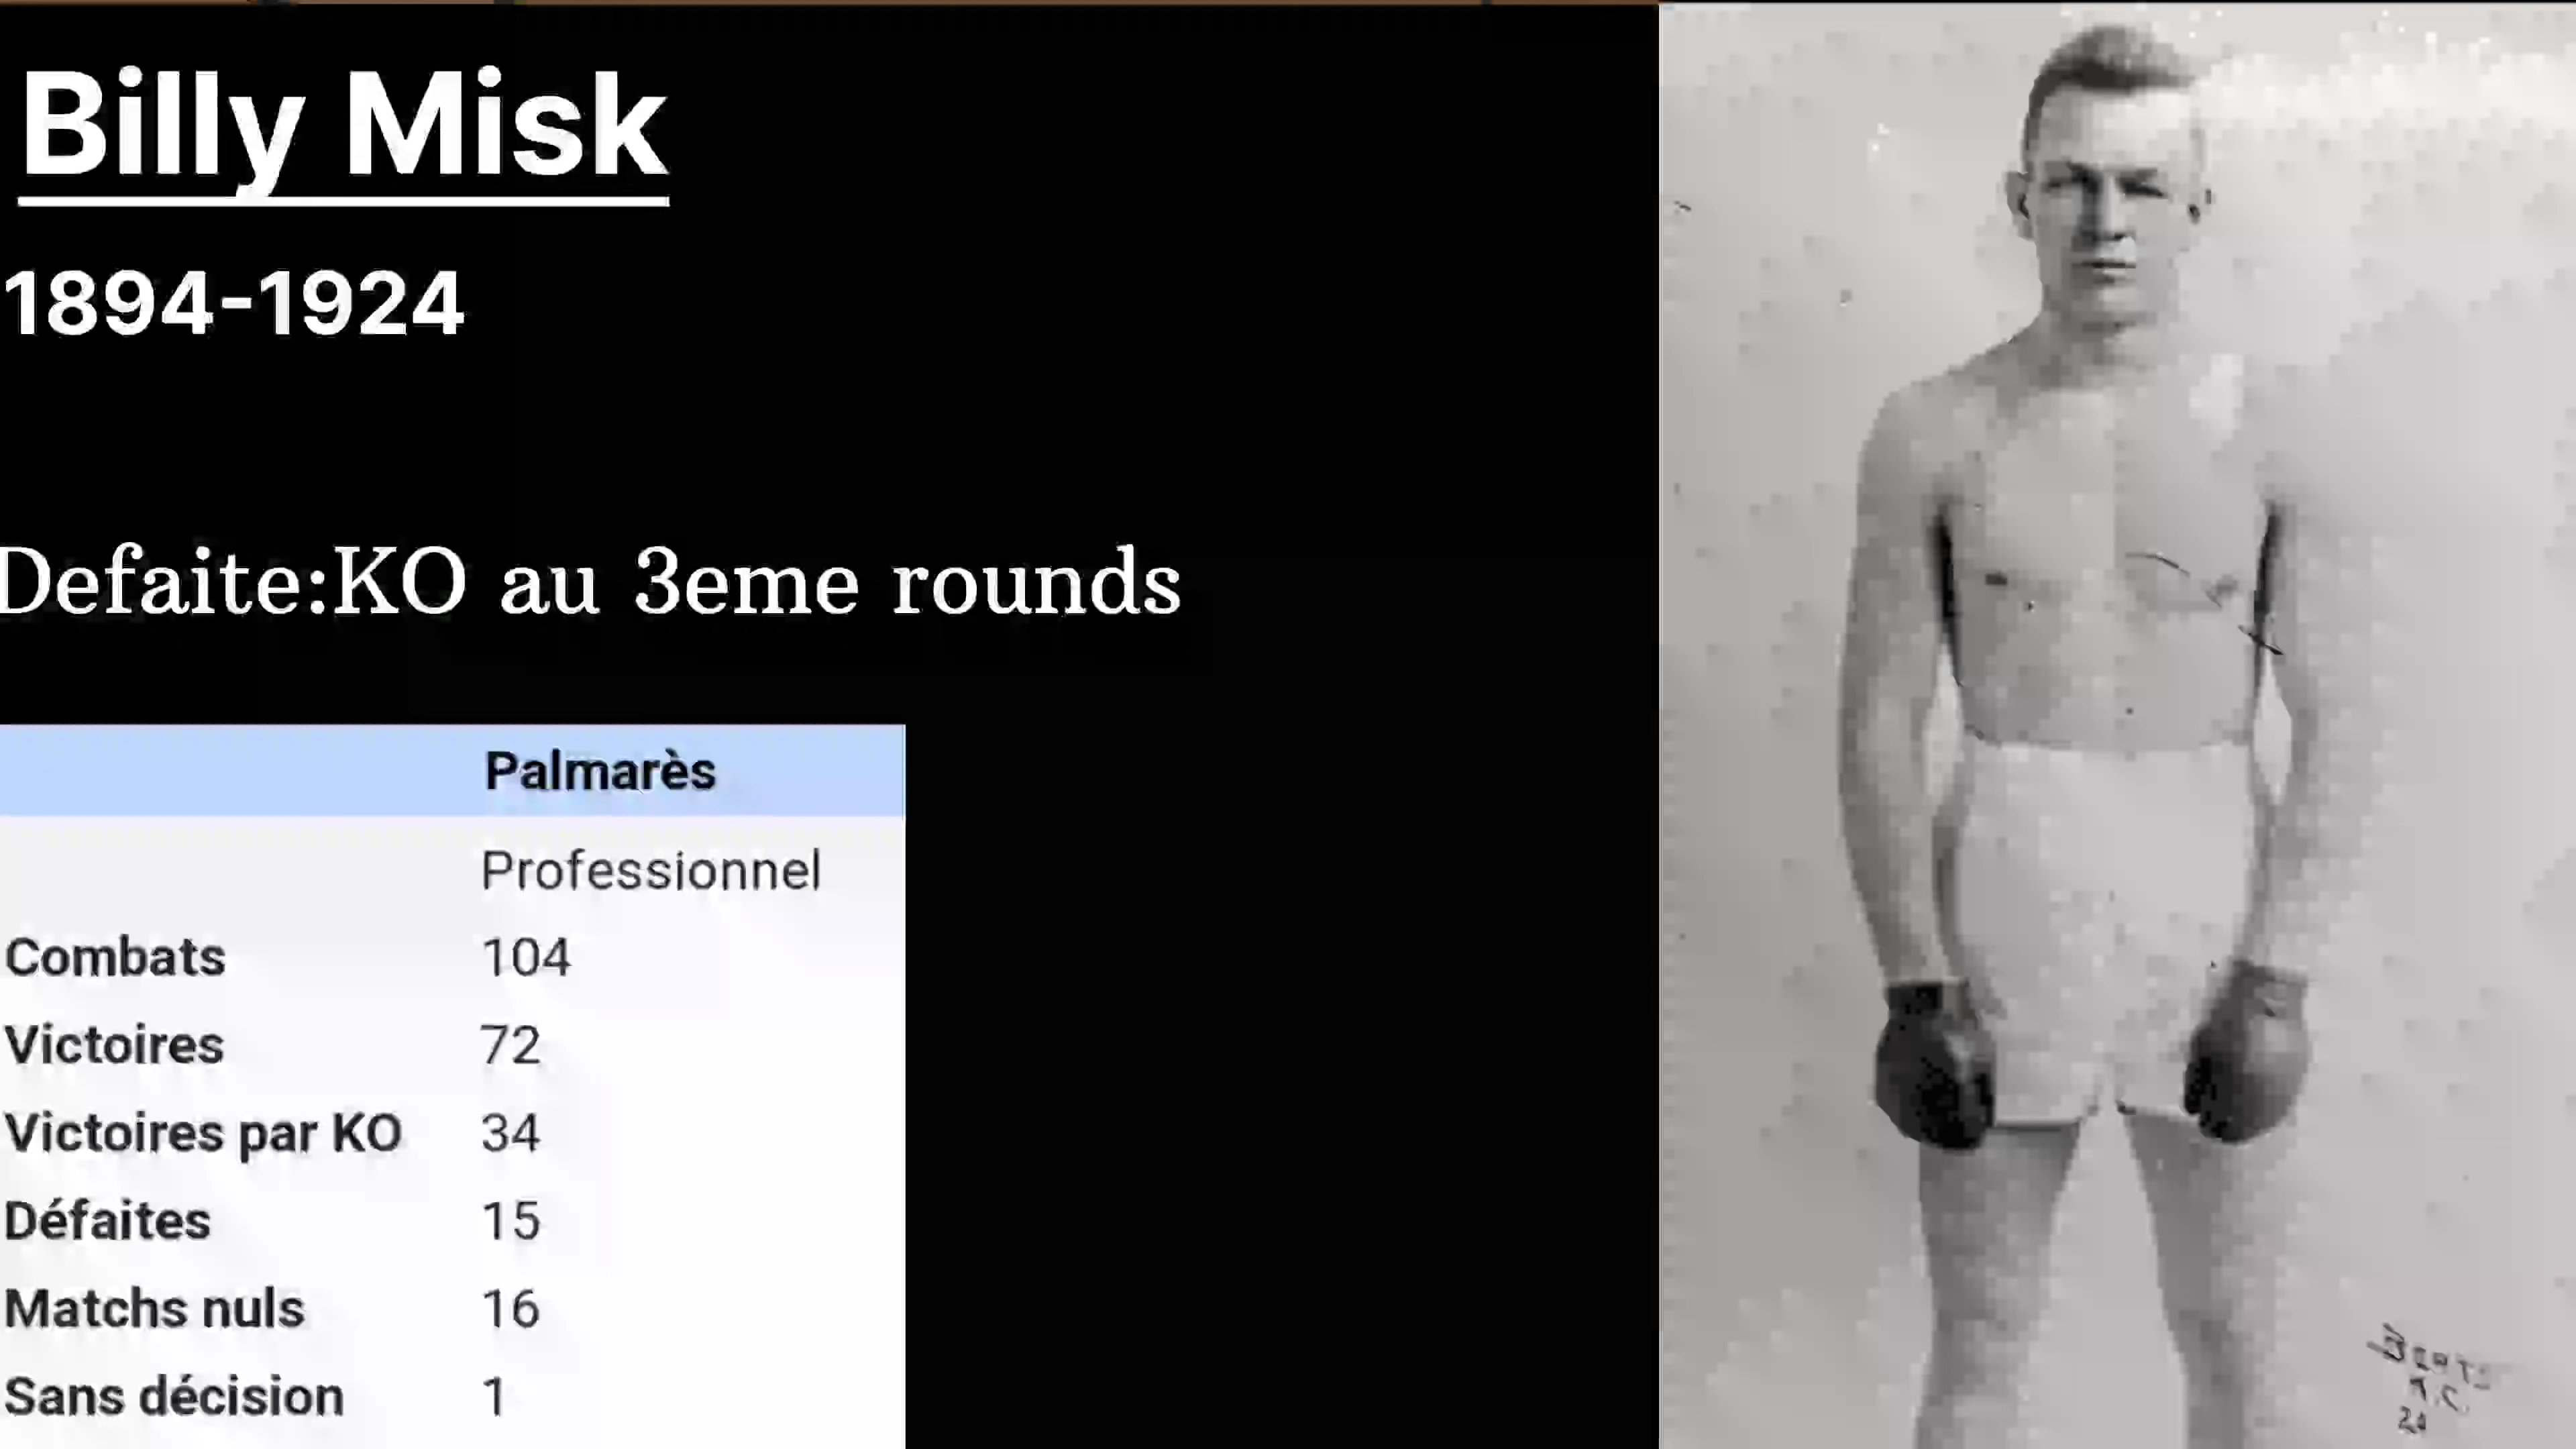 Billy Misk
1894-1924
Defaite:KO au 3eme rounds
Palmarès
Professionnel
Combats 104
Victoires 72
Victoires par KO 34
Défaites 15
Matchs nuls 16
Sans décision 1